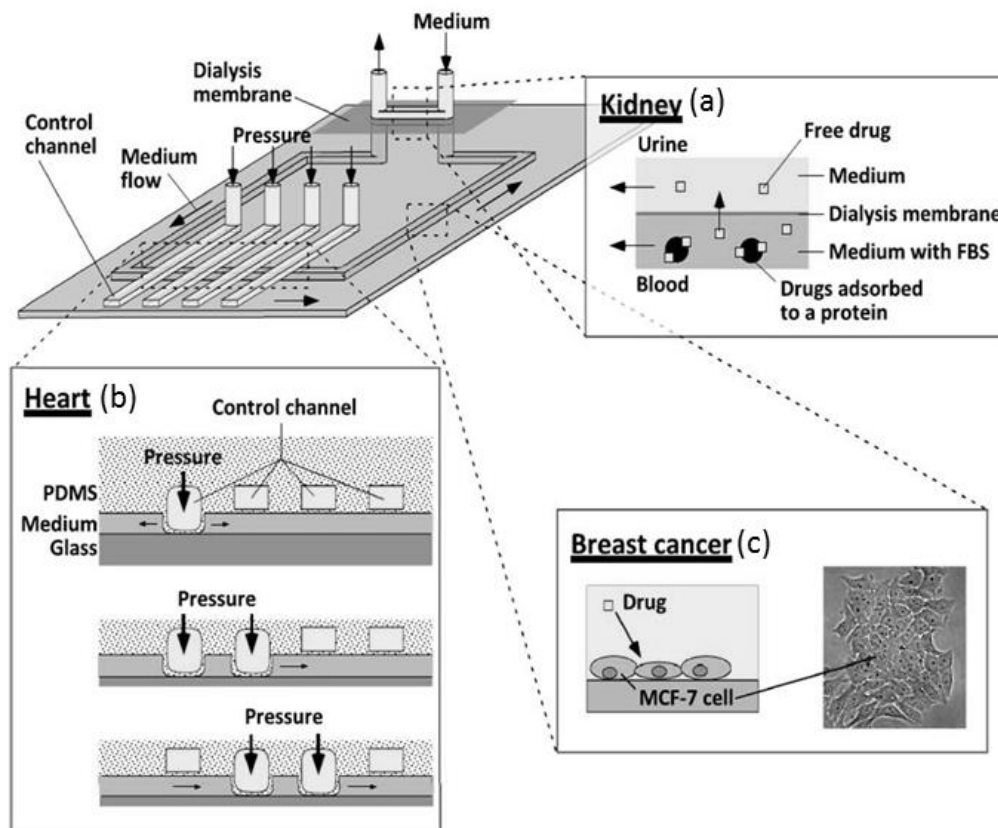 Medium
Dialysis
membrane
Pressure
Control
channel
Medium
flow
Kidney (a)
Urine
Free drug
Medium
Dialysis membrane
Medium with FBS
Blood
Drugs adsorbed
to a protein
Heart (b)
Control channel
Pressure
PDMS
Medium
Glass
Pressure
Pressure
Breast cancer (c)
Drug
MCF-7 cell